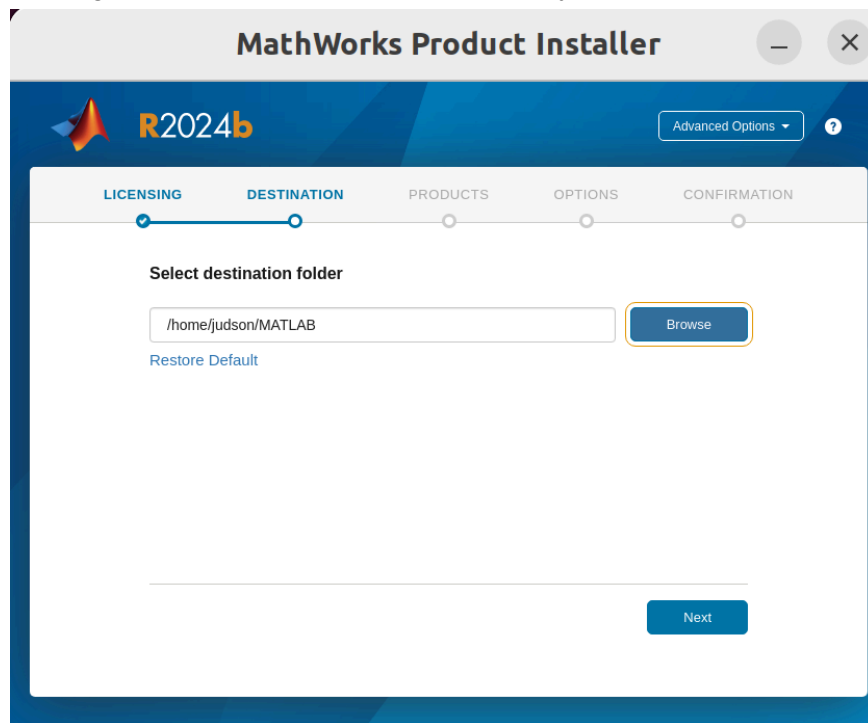 MathWorks Product Installer
R2024b
Advanced Options
?
LICENSING DESTINATION PRODUCTS OPTIONS CONFIRMATION
Select destination folder
/home/judson/MATLAB
Browse
Restore Default
Next